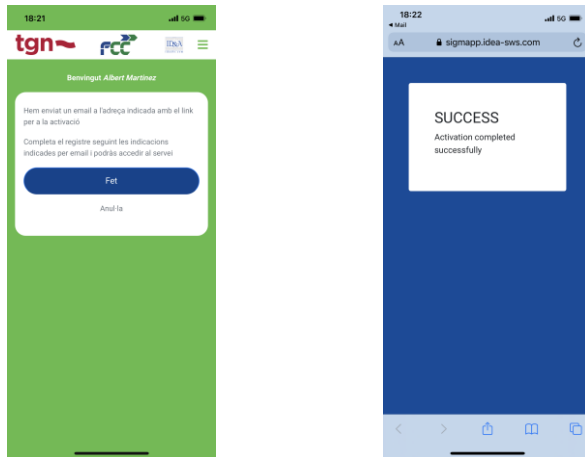 18:21
5G
tgn
FCC
ID&A
Benvingut Albert Martinez
Hem enviat un email a l'adreça indicada amb el link
per a la activació
Completa el registre seguint les indicacions
indicades per email i podràs accedir al servei
Fet
Anul·la
18:22
5G
Mail
AA
sigmapp.idea-sws.com
SUCCESS
Activation completed
successfully